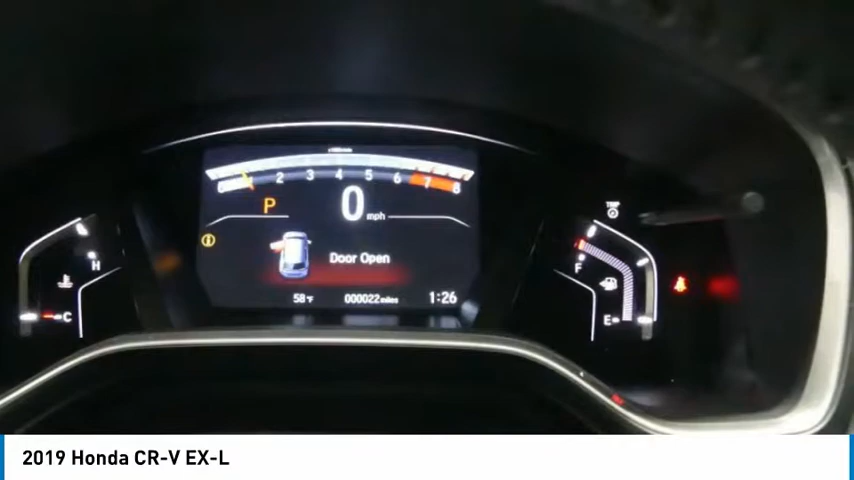 2 3 4 5 6 7 8
P 0 mph
Door Open
58°F 000022 miles 1:26
H
C
TRIP
F
E
2019 Honda CR-V EX-L